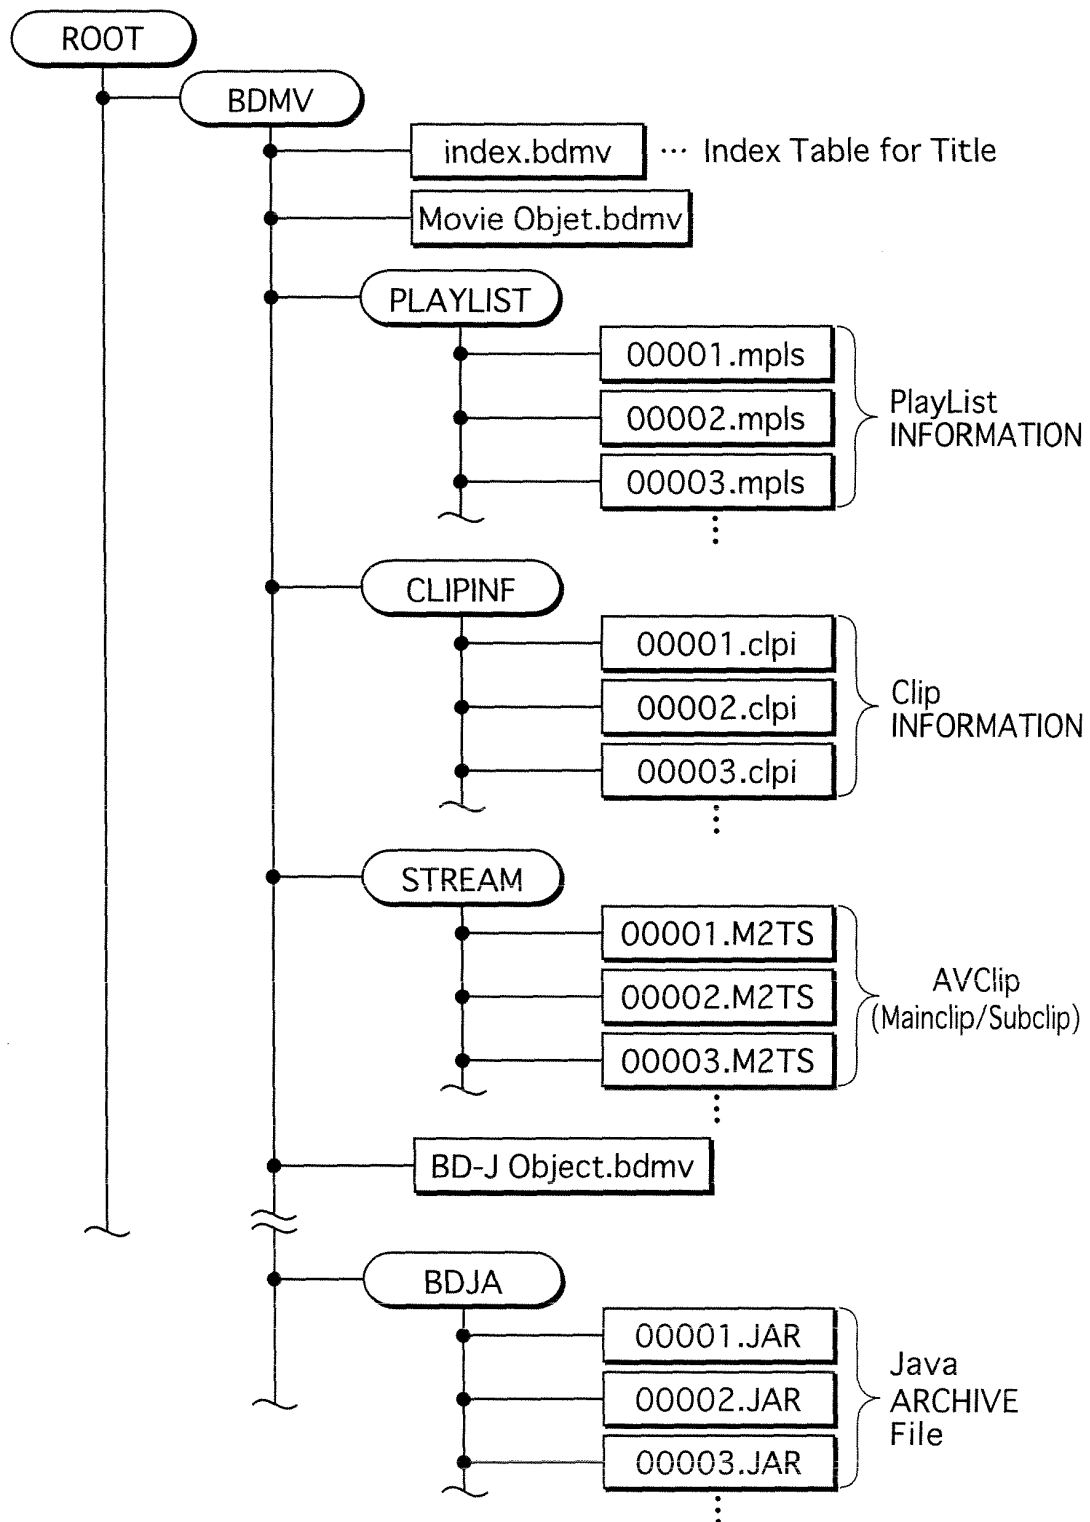 ROOT
BDMV
index.bdmv ··· Index Table for Title
Movie Objet.bdmv
PLAYLIST
00001.mpls
00002.mpls
00003.mpls
PlayList
INFORMATION
CLIPINF
00001.clpi
00002.clpi
00003.clpi
Clip
INFORMATION
STREAM
00001.M2TS
00002.M2TS
00003.M2TS
AVClip
(Mainclip/Subclip)
BD-J Object.bdmv
BDJA
00001.JAR
00002.JAR
00003.JAR
Java
ARCHIVE
File